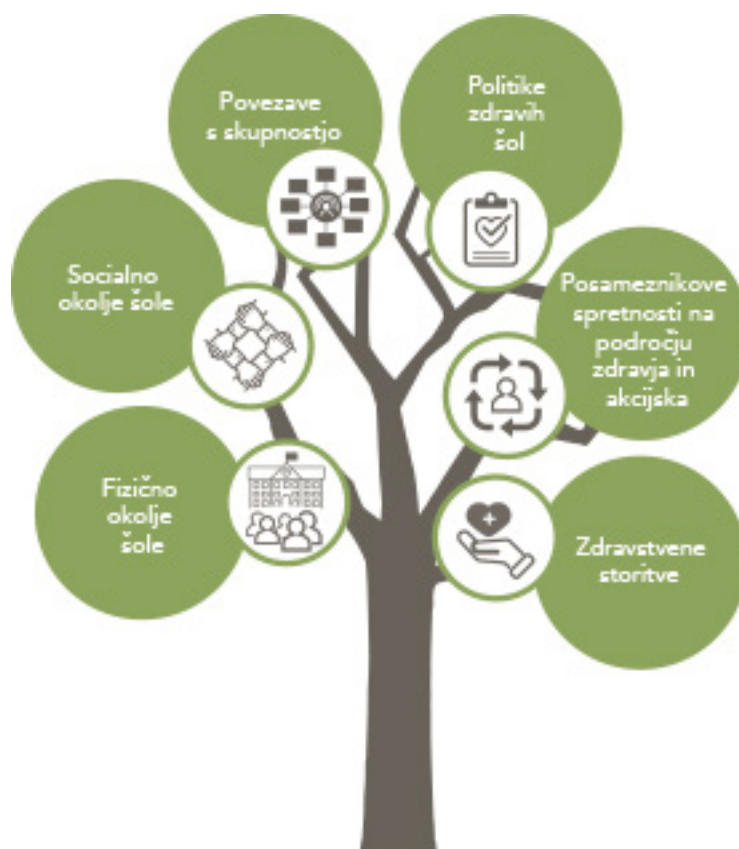 Povezave
s skupnostjo
Politike
zdravih
šol
Socialno
okolje šole
Posameznikove
spretnosti na
področju
zdravja in
akcijska
Fizično
okolje
šole
Zdravstvene
storitve